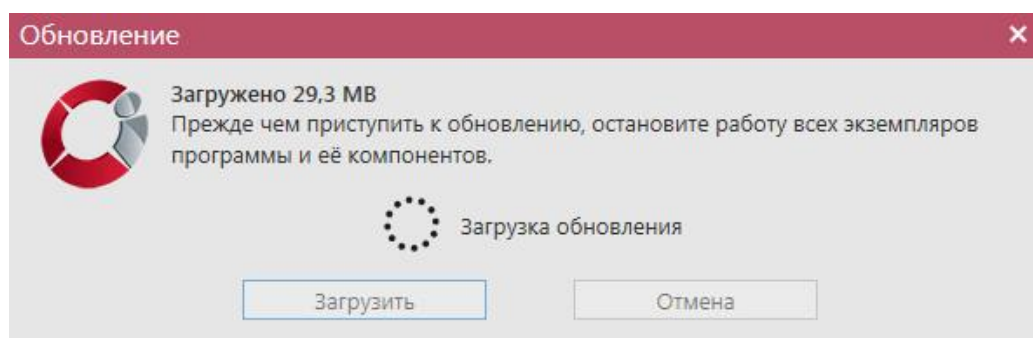 Обновление
Загружено 29,3 MB
Прежде чем приступить к обновлению, остановите работу всех экземпляров
программы и её компонентов.
Загрузка обновления
Загрузить
Отмена